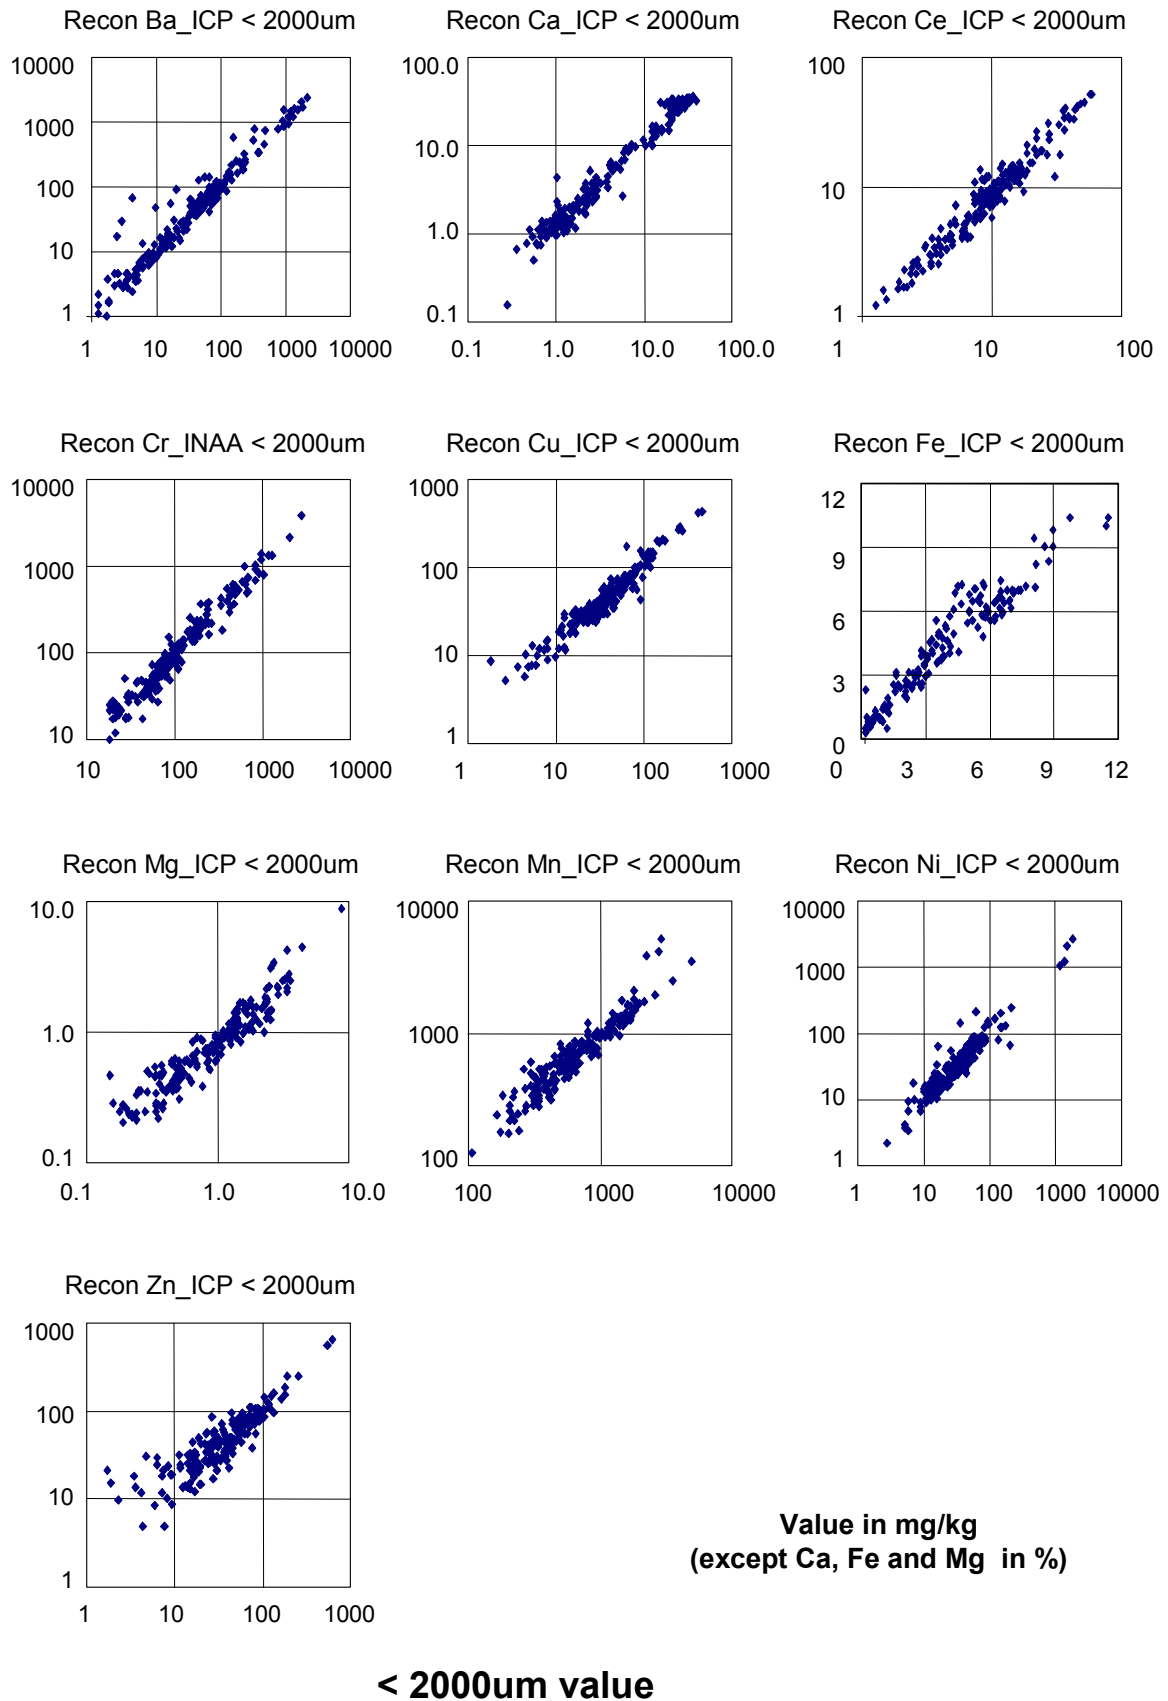 Recon Ba_ICP < 2000um
Recon Ca_ICP < 2000um
Recon Ce_ICP < 2000um
10000
1000
100
10
1
1 10 100 1000 10000
100.0
10.0
1.0
0.1
0.1 1.0 10.0 100.0
100
10
1
1 10 100
Recon Cr_INAA < 2000um
Recon Cu_ICP < 2000um
Recon Fe_ICP < 2000um
10000
1000
100
10
10 100 1000 10000
1000
100
10
1
1 10 100 1000
12
9
6
3
0
0 3 6 9 12
Recon Mg_ICP < 2000um
Recon Mn_ICP < 2000um
Recon Ni_ICP < 2000um
10.0
1.0
0.1
0.1 1.0 10.0
10000
1000
100
100 1000 10000
10000
1000
100
10
1
1 10 100 1000 10000
Recon Zn_ICP < 2000um
1000
100
10
1
1 10 100 1000
Value in mg/kg
(except Ca, Fe and Mg in %)
< 2000um value